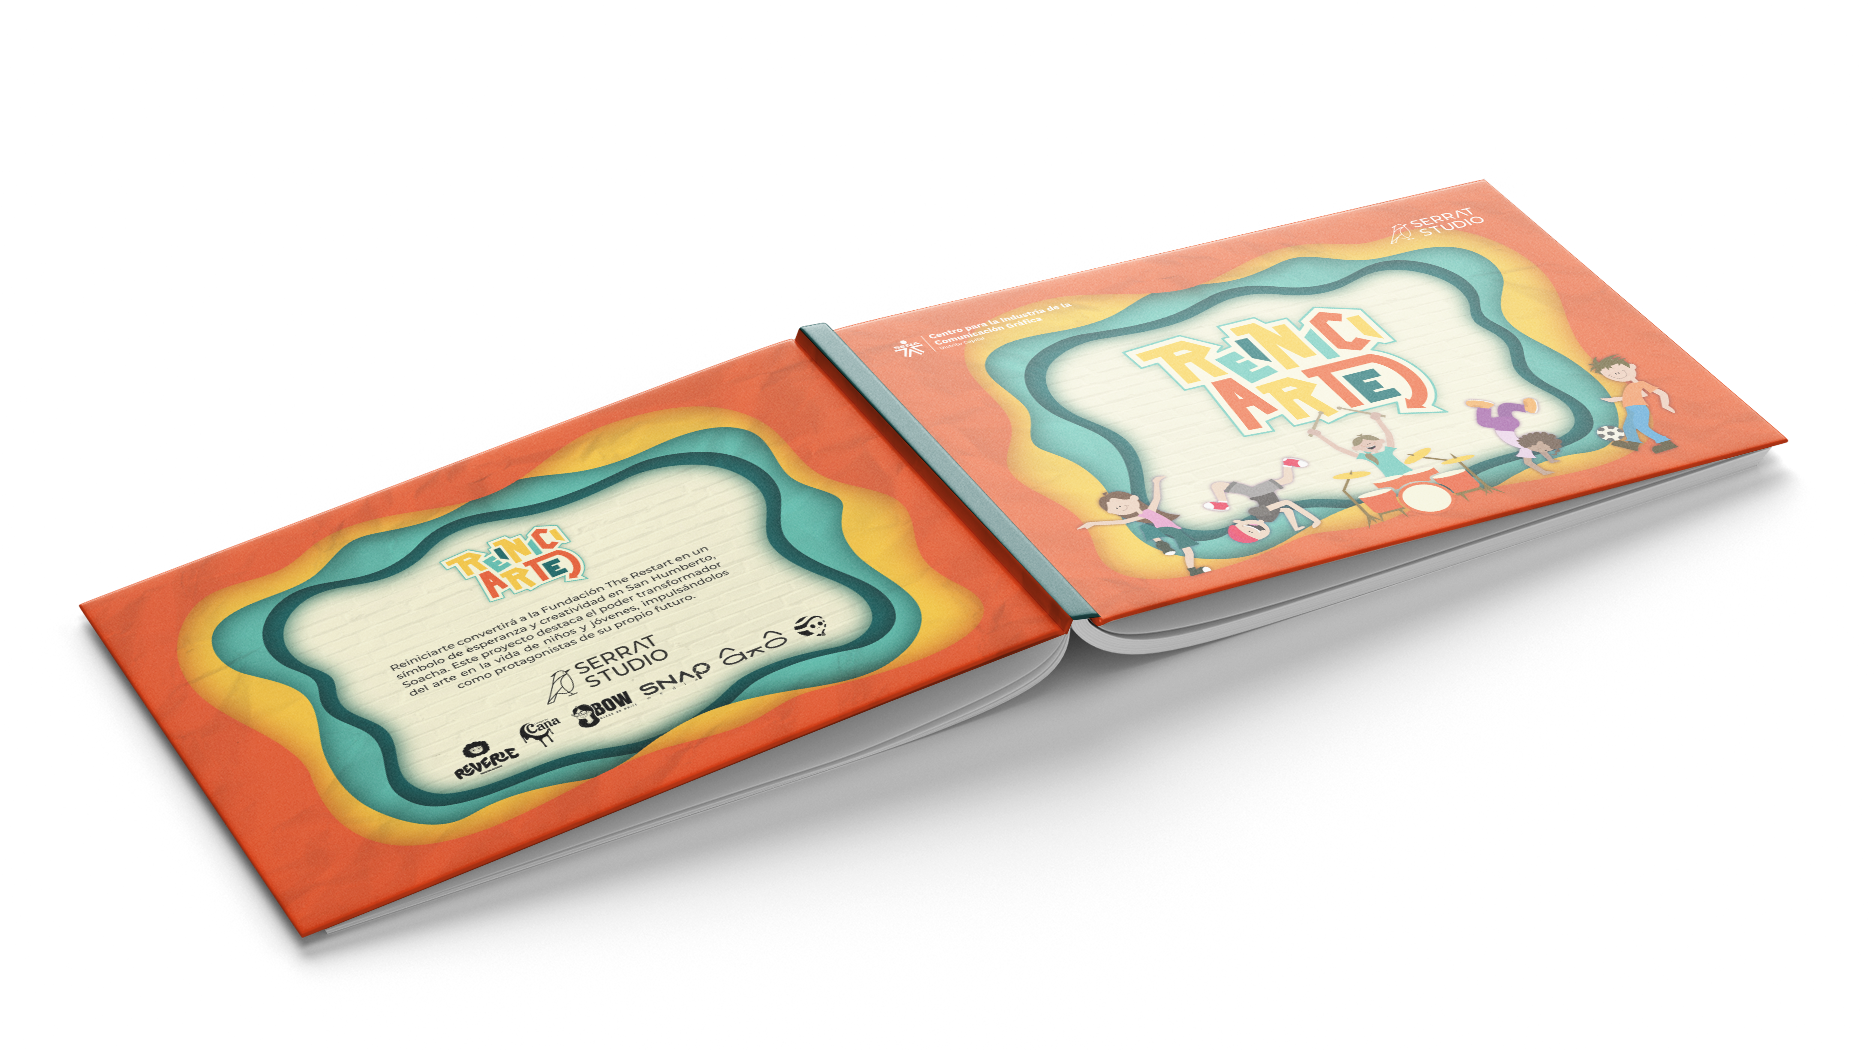 REINICI
ARTE
Reiniciarte convertirá a la Fundación The Restart en un
símbolo de esperanza y creatividad en San Humberto,
Soacha. Este proyecto destaca el poder transformador
del arte en la vida de niños y jóvenes, impulsándolos
como protagonistas de su propio futuro.
SERRAT
STUDIO
REVERIE
Cana
BOW
SNAP
Centro para la Industria de la
Comunicación Gráfica
SERRAT
STUDIO
REINICI
ARTE